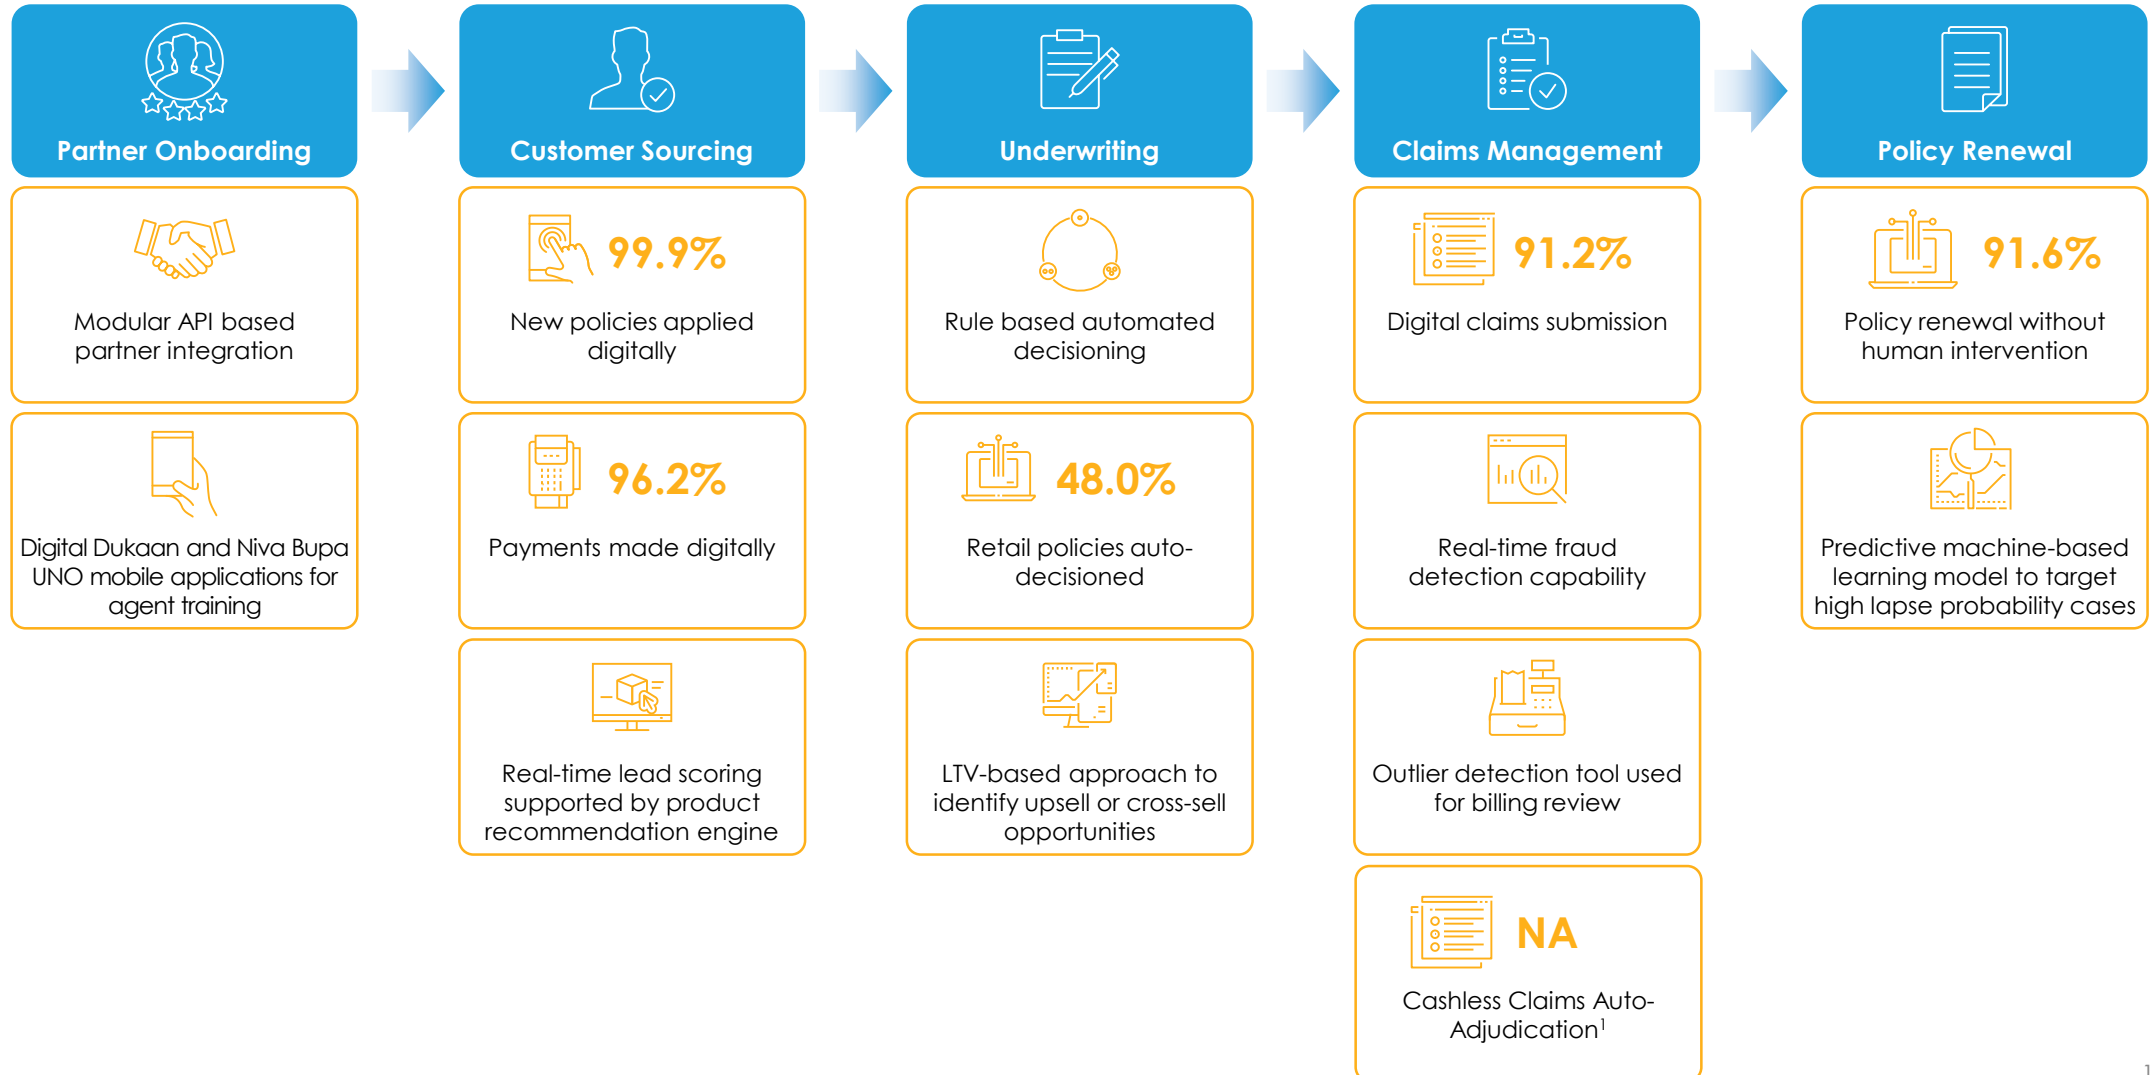 Partner Onboarding
Customer Sourcing
Underwriting
Claims Management
Policy Renewal
Modular API based
partner integration
Digital Dukaan and Niva Bupa
UNO mobile applications for
agent training
99.9%
New policies applied
digitally
96.2%
Payments made digitally
Real-time lead scoring
supported by product
recommendation engine
Rule based automated
decisioning
48.0%
Retail policies auto-
decisioned
LTV-based approach to
identify upsell or cross-sell
opportunities
91.2%
Digital claims submission
Real-time fraud
detection capability
Outlier detection tool used
for billing review
NA
Cashless Claims Auto-
Adjudication¹
91.6%
Policy renewal without
human intervention
Predictive machine-based
learning model to target
high lapse probability cases